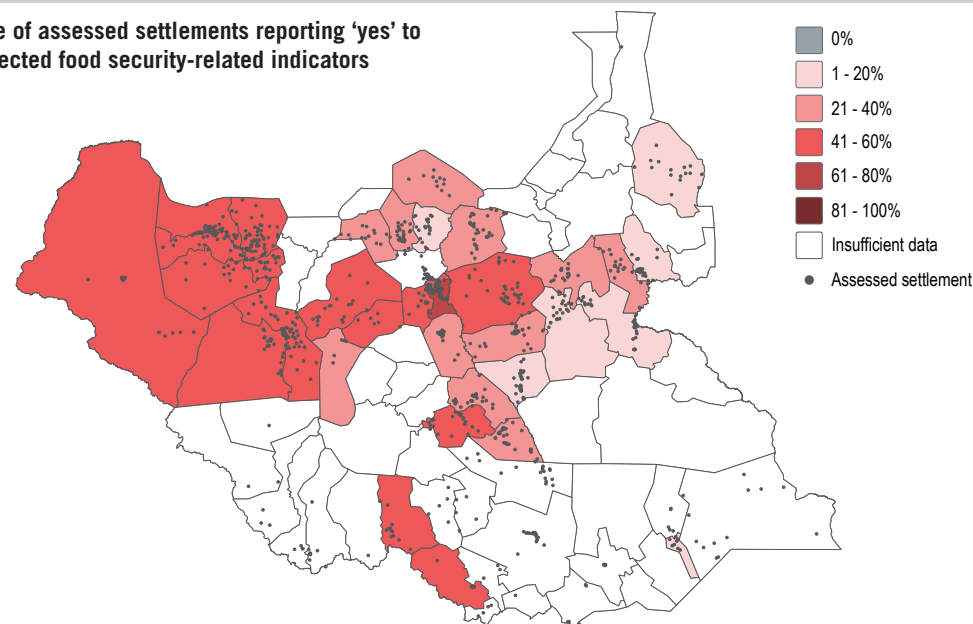 of assessed settlements reporting ‘yes’ to
food security-related indicators
0%
1 - 20%
21 - 40%
41 - 60%
61 - 80%
81 - 100%
Insufficient data
Assessed settlement